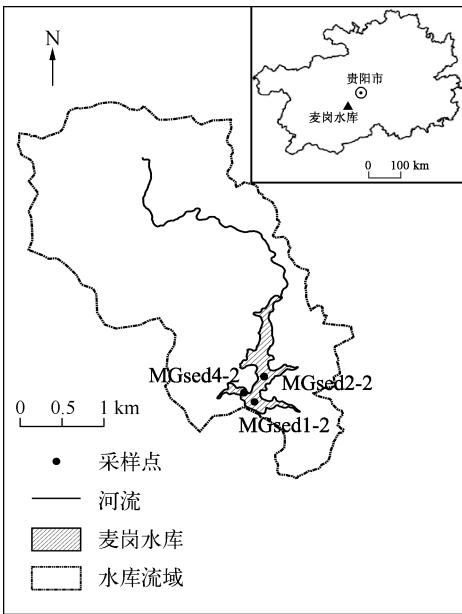 N
贵阳市
麦岗水库
0 100 km
MGsed4-2
MGsed2-2
MGsed1-2
0 0.5 1 km
采样点
河流
麦岗水库
水库流域